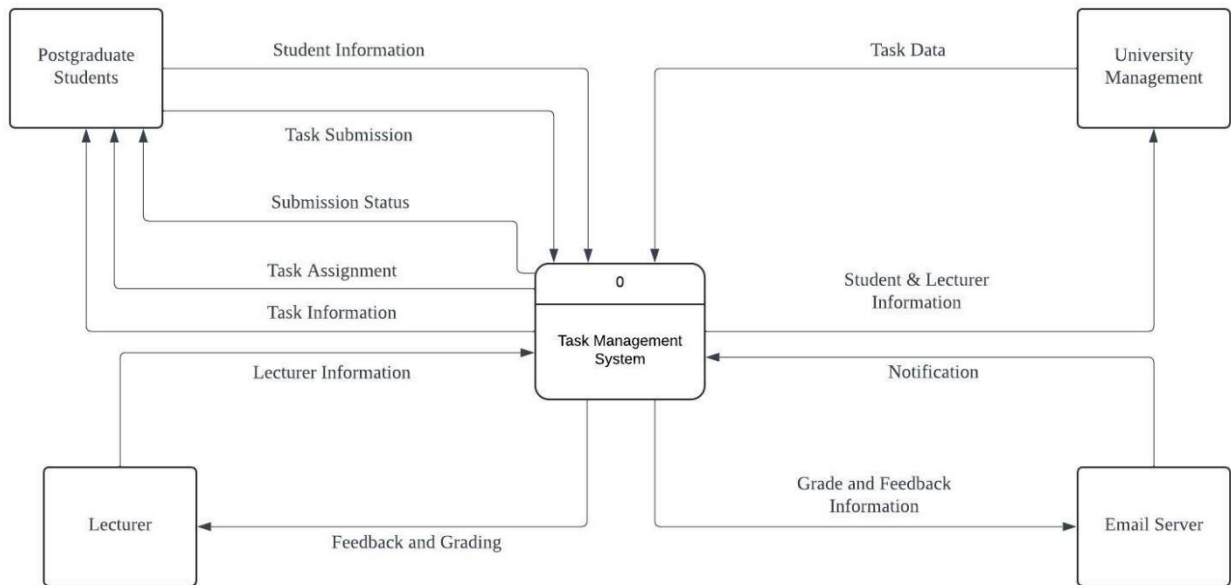 Postgraduate
Students
Student Information
Task Data
University
Management
Task Submission
Submission Status
Task Assignment
Task Information
0
Task Management
System
Student & Lecturer
Information
Lecturer Information
Notification
Lecturer
Feedback and Grading
Grade and Feedback
Information
Email Server